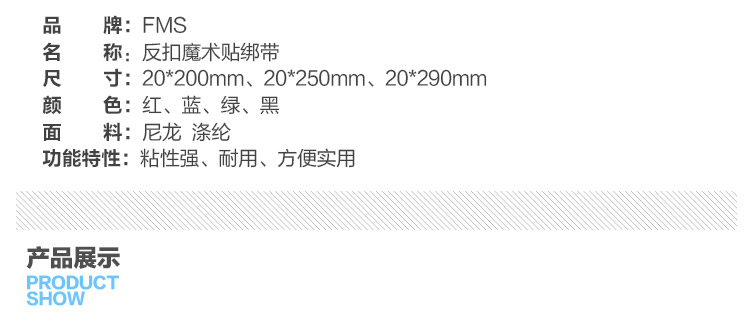 品 牌：FMS
名 称：反扣魔术贴绑带
尺 寸：20*200mm、20*250mm、20*290mm
颜 色：红、蓝、绿、黑
面 料：尼龙 涤纶
功能特性：粘性强、耐用、方便实用
产品展示
PRODUCT
SHOW